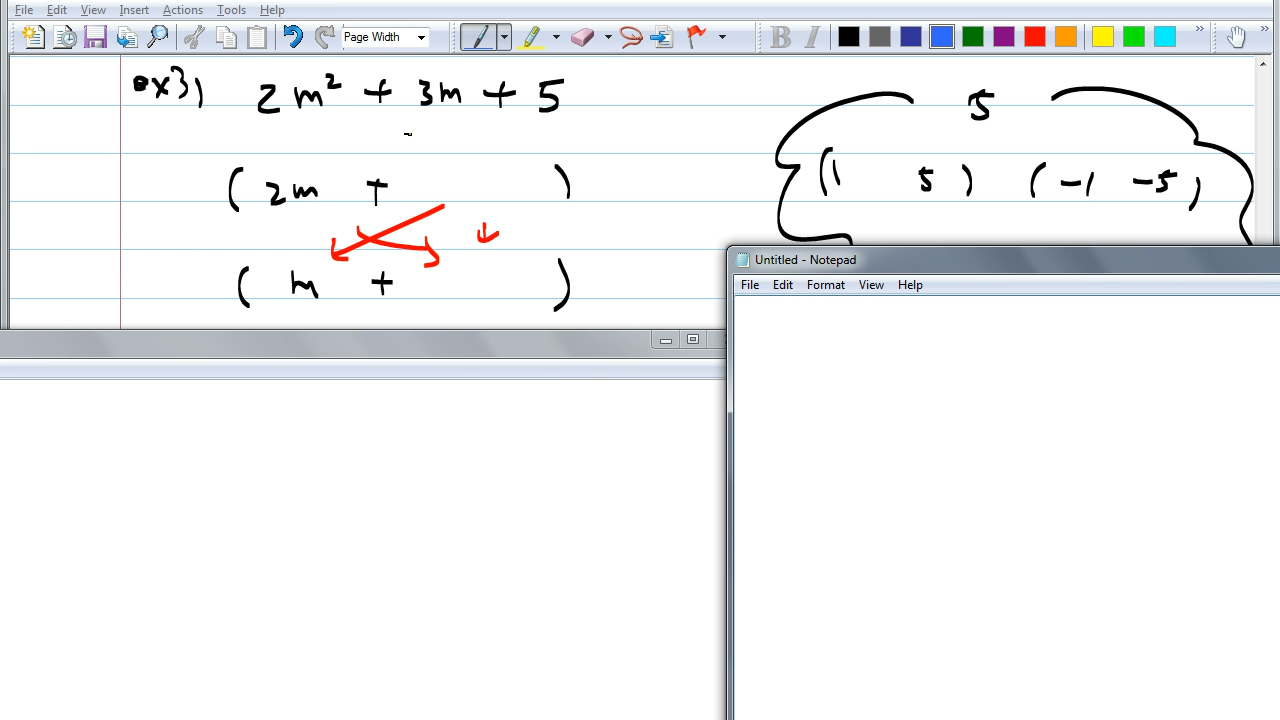 File Edit View Insert Actions Tools Help
Page Width
B I
ex3) 2m² + 3m + 5
5
(2m + )
(1 5) (-1 -5)
(m + )
Untitled - Notepad
File Edit Format View Help